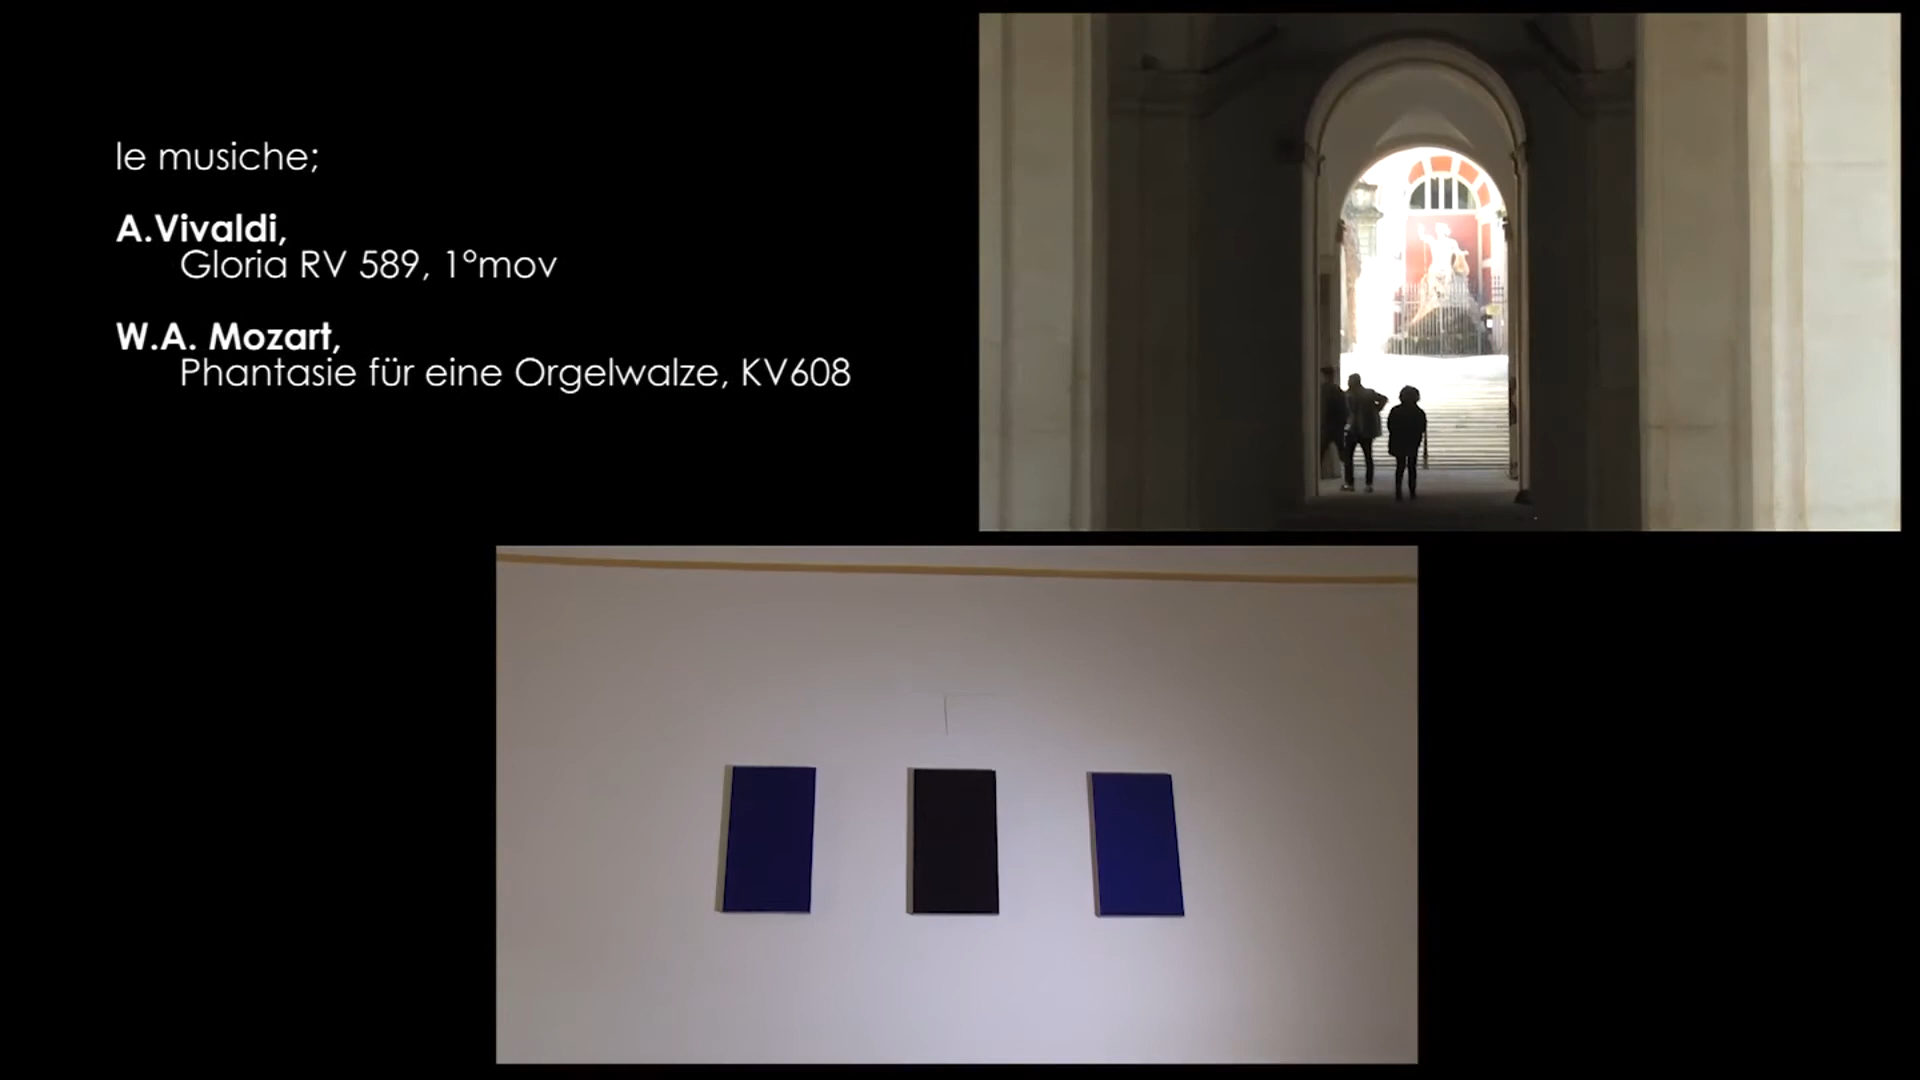 le musiche;
A.Vivaldi,
Gloria RV 589, 1°mov
W.A. Mozart,
Phantasie für eine Orgelwalze, KV608